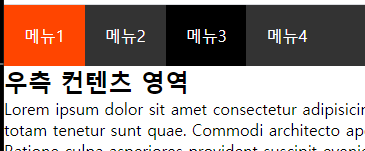 메뉴1 메뉴2 메뉴3 메뉴4
우측 컨텐츠 영역
Lorem ipsum dolor sit amet consectetur adipisicin
totam tenetur sunt quae. Commodi architecto ape